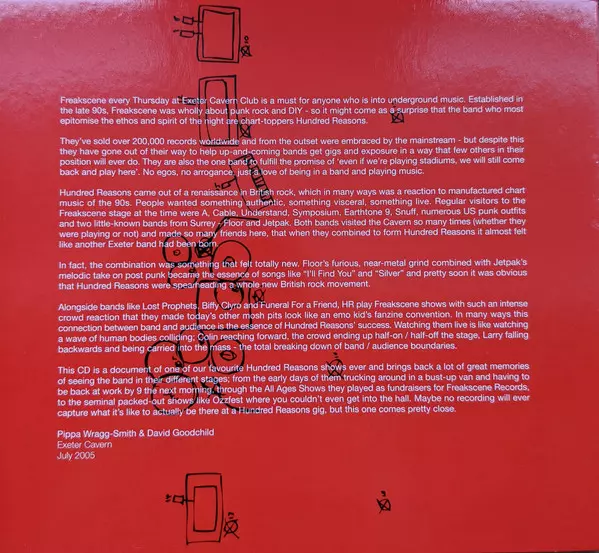 Freakscene every Thursday at Exeter Cavern Club is a must for anyone who is into underground music. Established in
the late 90s, Freakscene was wholly about punk rock and DIY - so it might come as a surprise that the band who most
epitomise the ethos and spirit of the night are chart-toppers Hundred Reasons.
They've sold over 200,000 records worldwide and from the outset were embraced by the mainstream - but despite this
they have gone out of their way to help up-and-coming bands get gigs and exposure in a way that few others in their
position will ever do. They are also the one band to fulfill the promise of 'even if we're playing stadiums, we will still come
back and play here'. No egos, no arrogance, just a love of being in a band and playing music.
Hundred Reasons came out of a renaissance in British rock, which in many ways was a reaction to manufactured chart
music of the 90s. People wanted something authentic, something visceral, something live. Regular visitors to the
Freakscene stage at the time were A, Cable, Understand, Symposium, Earthtone 9, Snuff, numerous US punk outfits
and two little-known bands from Surrey - Floor and Jetpak. Both bands visited the Cavern so many times (whether they
were playing or not) and made so many friends here, that when they combined to form Hundred Reasons it almost felt
like another Exeter band had been born.
In fact, the combination was something that felt totally new. Floor's furious, near-metal grind combined with Jetpak's
melodic take on post punk became the essence of songs like "I'll Find You" and "Silver" and pretty soon it was obvious
that Hundred Reasons were spearheading a whole new British rock movement.
Alongside bands like Lost Prophets, Biffy Clyro and Funeral For a Friend, HR play Freakscene shows with such an intense
crowd reaction that they made today's other mosh pits look like an emo kid's fanzine convention. In many ways this
connection between band and audience is the essence of Hundred Reasons' success. Watching them live is like watching
a wave of human bodies colliding; Colin reaching forward, the crowd ending up half-on / half-off the stage, Larry falling
backwards and being carried into the mass - the total breaking down of band / audience boundaries.
This CD is a document of one of our favourite Hundred Reasons shows ever and brings back a lot of great memories
of seeing the band in their different stages; from the early days of them trucking around in a bust-up van and having to
be back at work by 9 the next morning, through the All Ages Shows they played as fundraisers for Freakscene Records,
to the seminal packed-out shows like Ozzfest where you couldn't even get into the hall. Maybe no recording will ever
capture what it's like to actually be there at a Hundred Reasons gig, but this one comes pretty close.
Pippa Wragg-Smith & David Goodchild
Exeter Cavern
July 2005